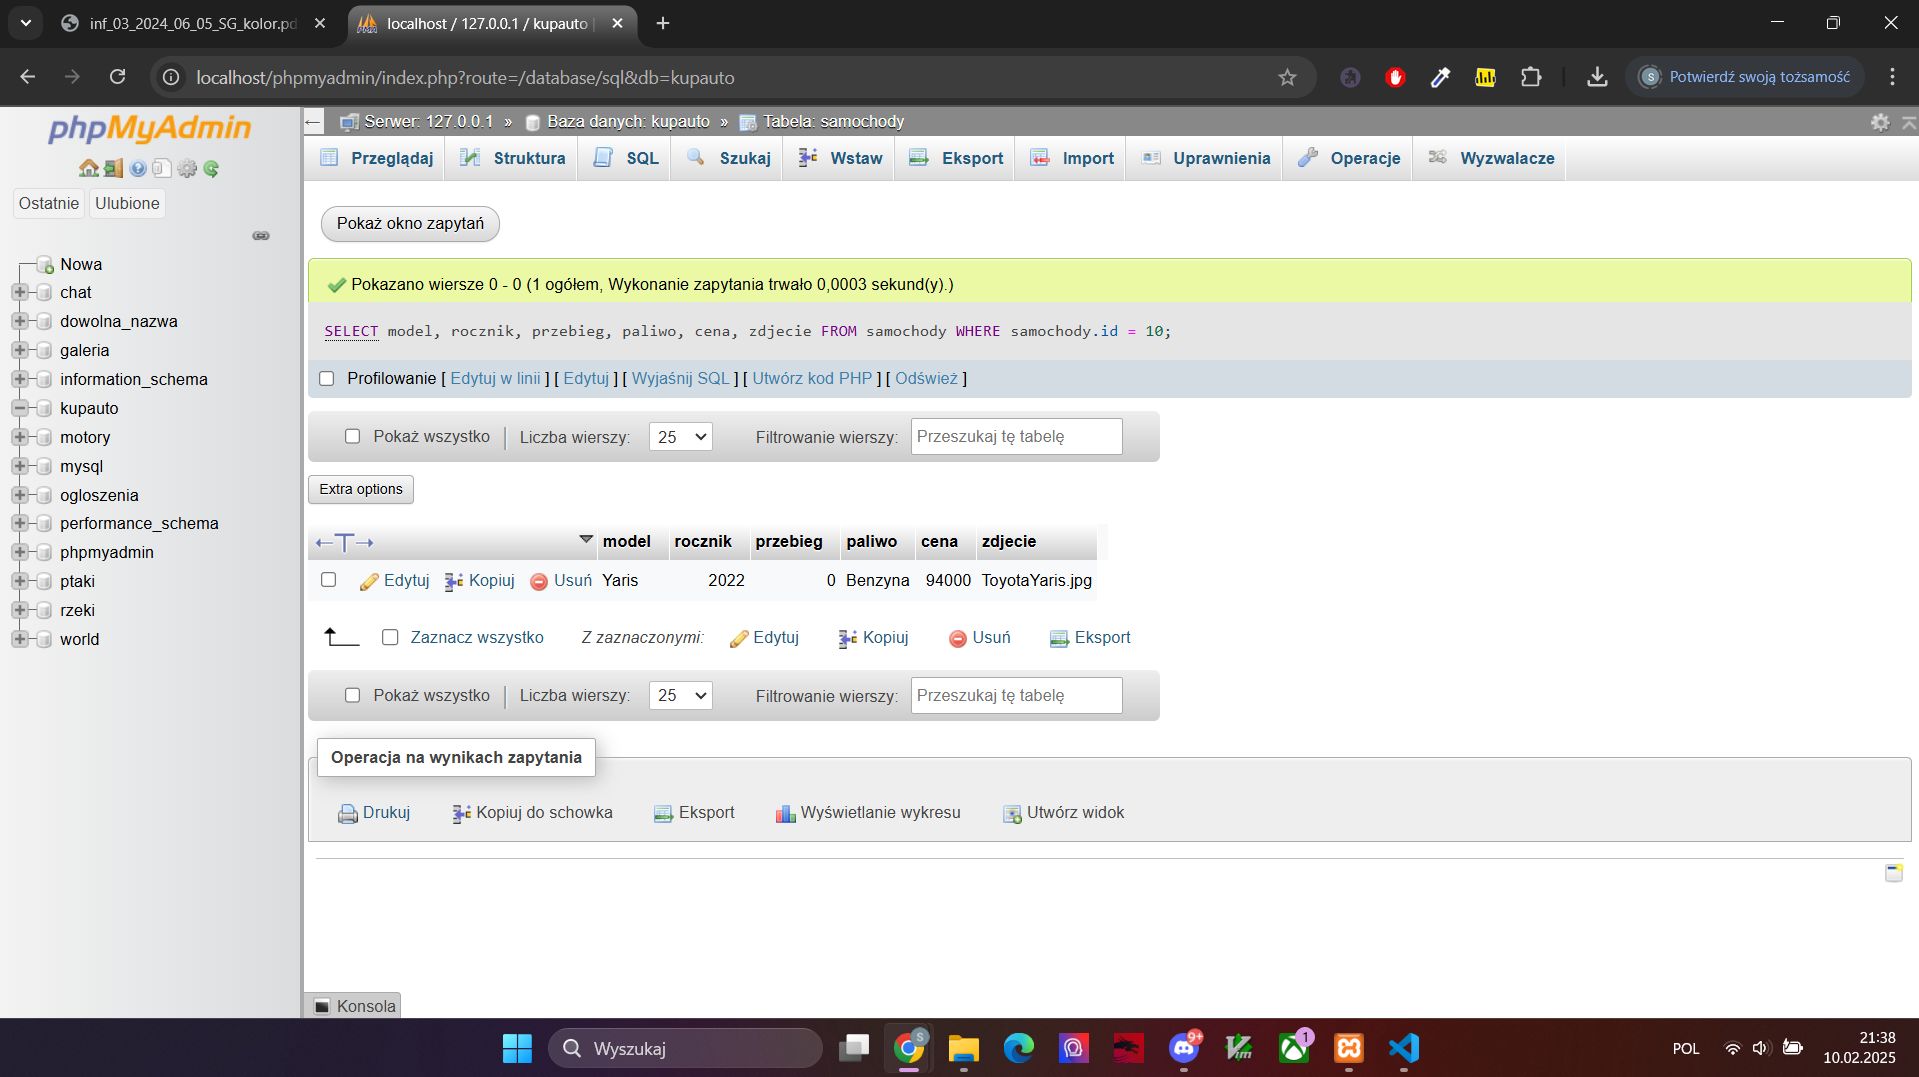 inf_03_2024_06_05_SG_kolor.pd
localhost / 127.0.0.1 / kupauto |
localhost/phpmyadmin/index.php?route=/database/sql&db=kupauto
S Potwierdź swoją tożsamość
phpMyAdmin
Ostatnie Ulubione
Nowa
chat
dowolna_nazwa
galeria
information_schema
kupauto
motory
mysql
ogloszenia
performance_schema
phpmyadmin
ptaki
rzeki
world
Serwer: 127.0.0.1 » Baza danych: kupauto » Tabela: samochody
Przeglądaj Struktura SQL Szukaj Wstaw Eksport Import Uprawnienia Operacje Wyzwalacze
Pokaż okno zapytań
Pokazano wiersze 0 - 0 (1 ogółem, Wykonanie zapytania trwało 0,0003 sekund(y).)
SELECT model, rocznik, przebieg, paliwo, cena, zdjecie FROM samochody WHERE samochody.id = 10;
Profilowanie [ Edytuj w linii ] [ Edytuj ] [ Wyjaśnij SQL ] [ Utwórz kod PHP ] [ Odśwież ]
Pokaż wszystko | Liczba wierszy: 25 Filtrowanie wierszy: Przeszukaj tę tabelę
Extra options
←T→ model rocznik przebieg paliwo cena zdjecie
Edytuj Kopiuj Usuń Yaris 2022 0 Benzyna 94000 ToyotaYaris.jpg
Zaznacz wszystko Z zaznaczonymi: Edytuj Kopiuj Usuń Eksport
Pokaż wszystko | Liczba wierszy: 25 Filtrowanie wierszy: Przeszukaj tę tabelę
Operacja na wynikach zapytania
Drukuj Kopiuj do schowka Eksport Wyświetlanie wykresu Utwórz widok
Konsola
Wyszukaj
S
9+
Vim
1
POL
21:38
10.02.2025